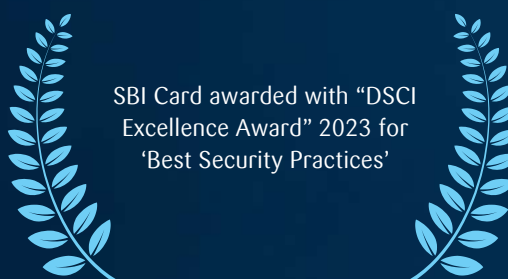 SBI Card awarded with “DSCI
Excellence Award” 2023 for
‘Best Security Practices’